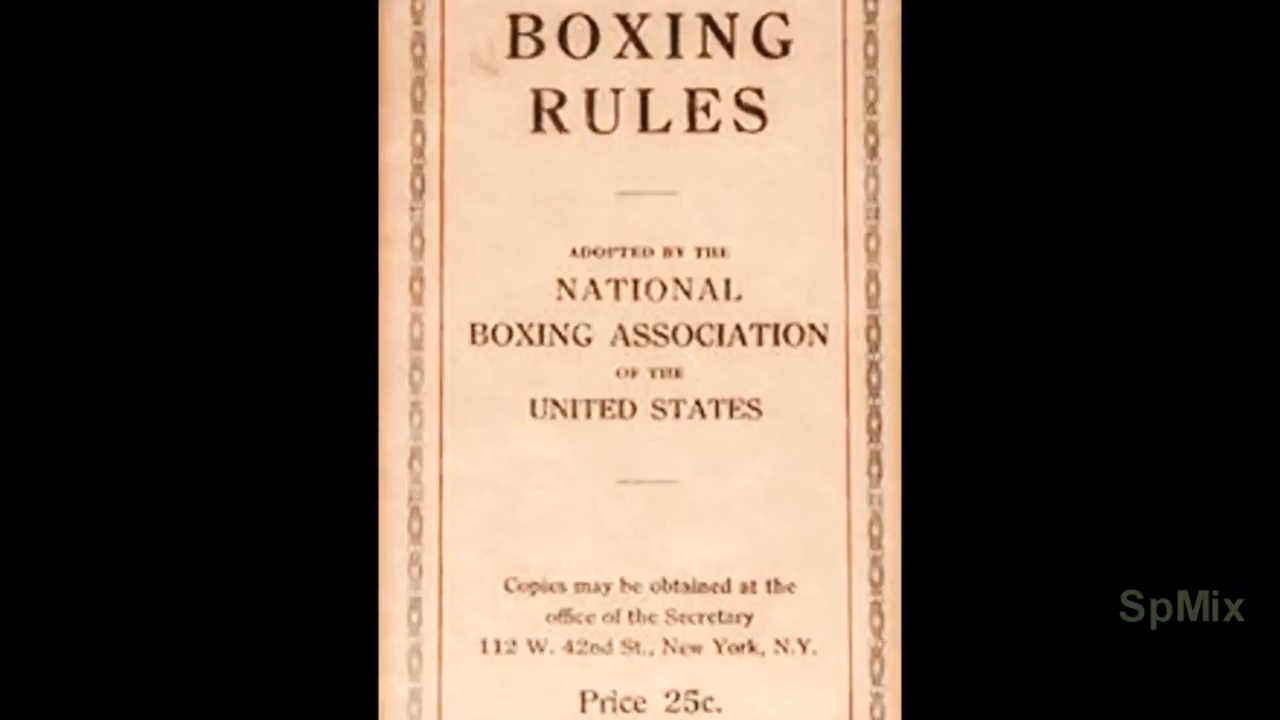 BOXING
RULES
ADOPTED BY THE
NATIONAL
BOXING ASSOCIATION
OF THE
UNITED STATES
Copies may be obtained at the
office of the Secretary
112 W. 42nd St., New York, N.Y.
Price 25c.
SpMix